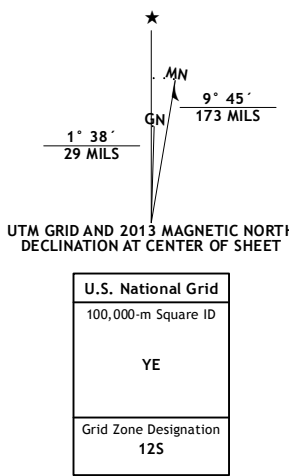 ★
MN
GN
9° 45´
173 MILS
1° 38´
29 MILS
UTM GRID AND 2013 MAGNETIC NORTH
DECLINATION AT CENTER OF SHEET
U.S. National Grid
100,000-m Square ID
YE
Grid Zone Designation
12S